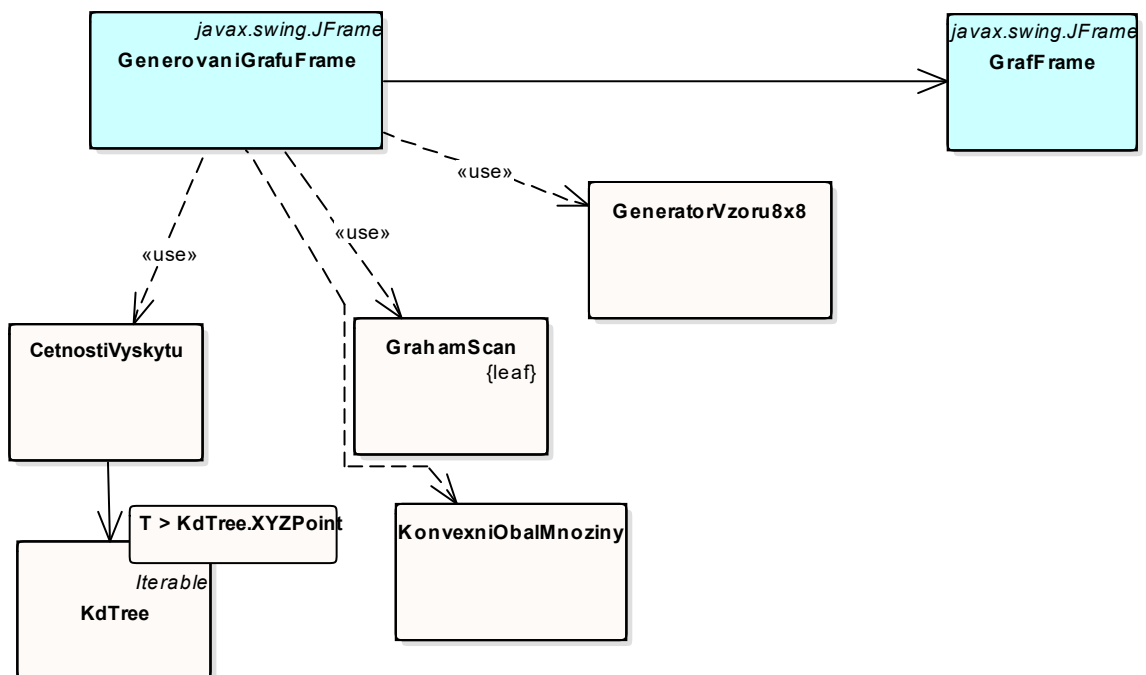 javax.swing.JFrame
GenerovaniGrafuFrame
javax.swing.JFrame
GrafFrame
«use»
GeneratorVzoru8x8
«use»
«use»
CetnostiVyskytu
GrahamScan
{leaf}
T > KdTree.XYZPoint
KonvexniObalMnoziny
Iterable
KdTree